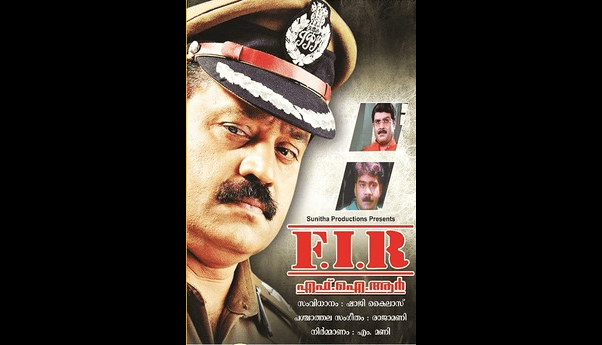 Sunitha Productions Presents
F.I.R
എഫ്.ഐ.ആർ
സംവിധാനം : ഷാജി കൈലാസ്
പശ്ചാത്തല സംഗീതം : രാജാമണി
നിർമ്മാണം : എം. മണി